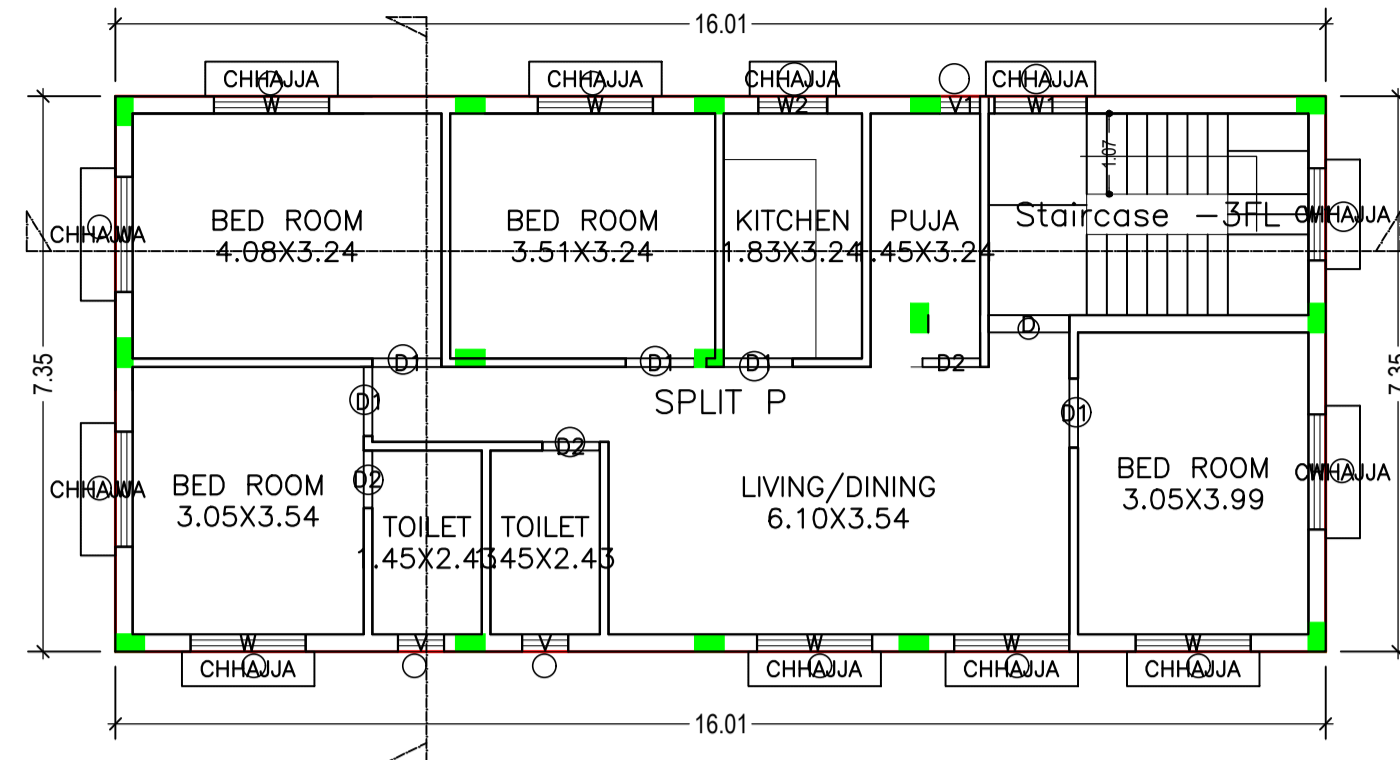 16.01
CHHAJJA
CHHAJJA
CHHAJJA
CHHAJJA
W
W
W2
V1
W1
1.07
BED ROOM
4.08X3.24
BED ROOM
3.51X3.24
KITCHEN
1.83X3.24
PUJA
1.45X3.24
Staircase -3FL
CHHAJJA
W
CHHAJJA
W
7.35
7.35
D
D1
D1
D1
D2
D1
SPLIT P
D1
D2
D2
BED ROOM
3.05X3.54
TOILET
1.45X2.43
TOILET
1.45X2.43
LIVING/DINING
6.10X3.54
BED ROOM
3.05X3.99
CHHAJJA
W
CHHAJJA
W
W
V
V
W
W
W
CHHAJJA
CHHAJJA
CHHAJJA
CHHAJJA
16.01